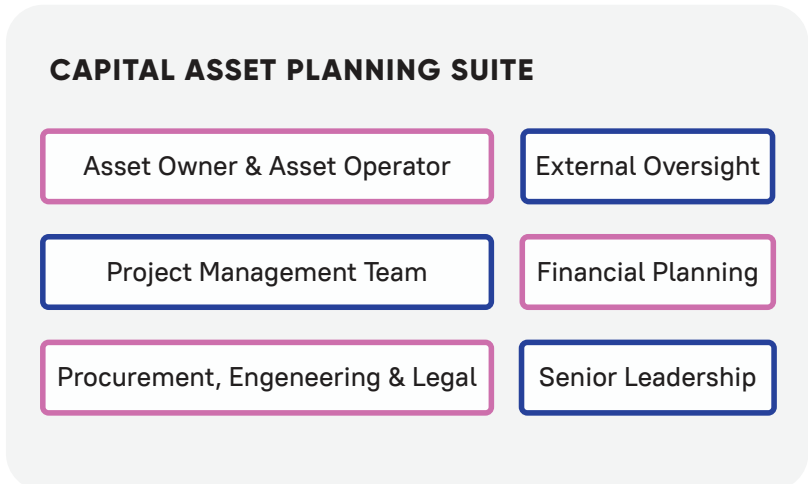 CAPITAL ASSET PLANNING SUITE
Asset Owner & Asset Operator
External Oversight
Project Management Team
Financial Planning
Procurement, Engeneering & Legal
Senior Leadership